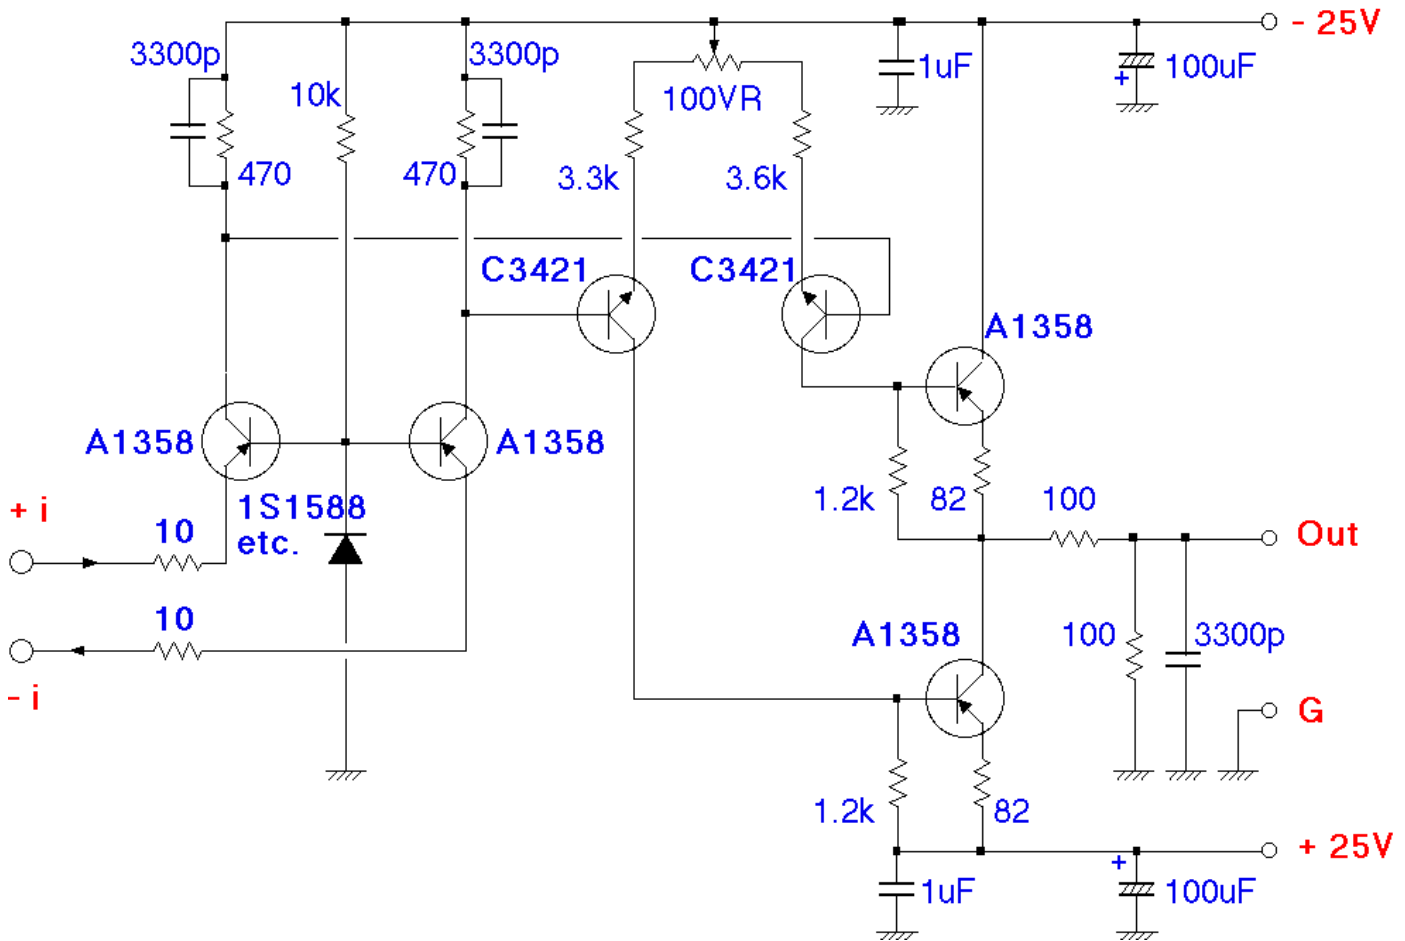 - 25V
3300p
3300p
1uF
100uF
+
10k
100VR
470
470
3.3k
3.6k
C3421
C3421
A1358
A1358
A1358
+ i
1S1588
etc.
10
1.2k
82
100
Out
10
A1358
100
3300p
- i
G
1.2k
82
+ 25V
+
1uF
100uF